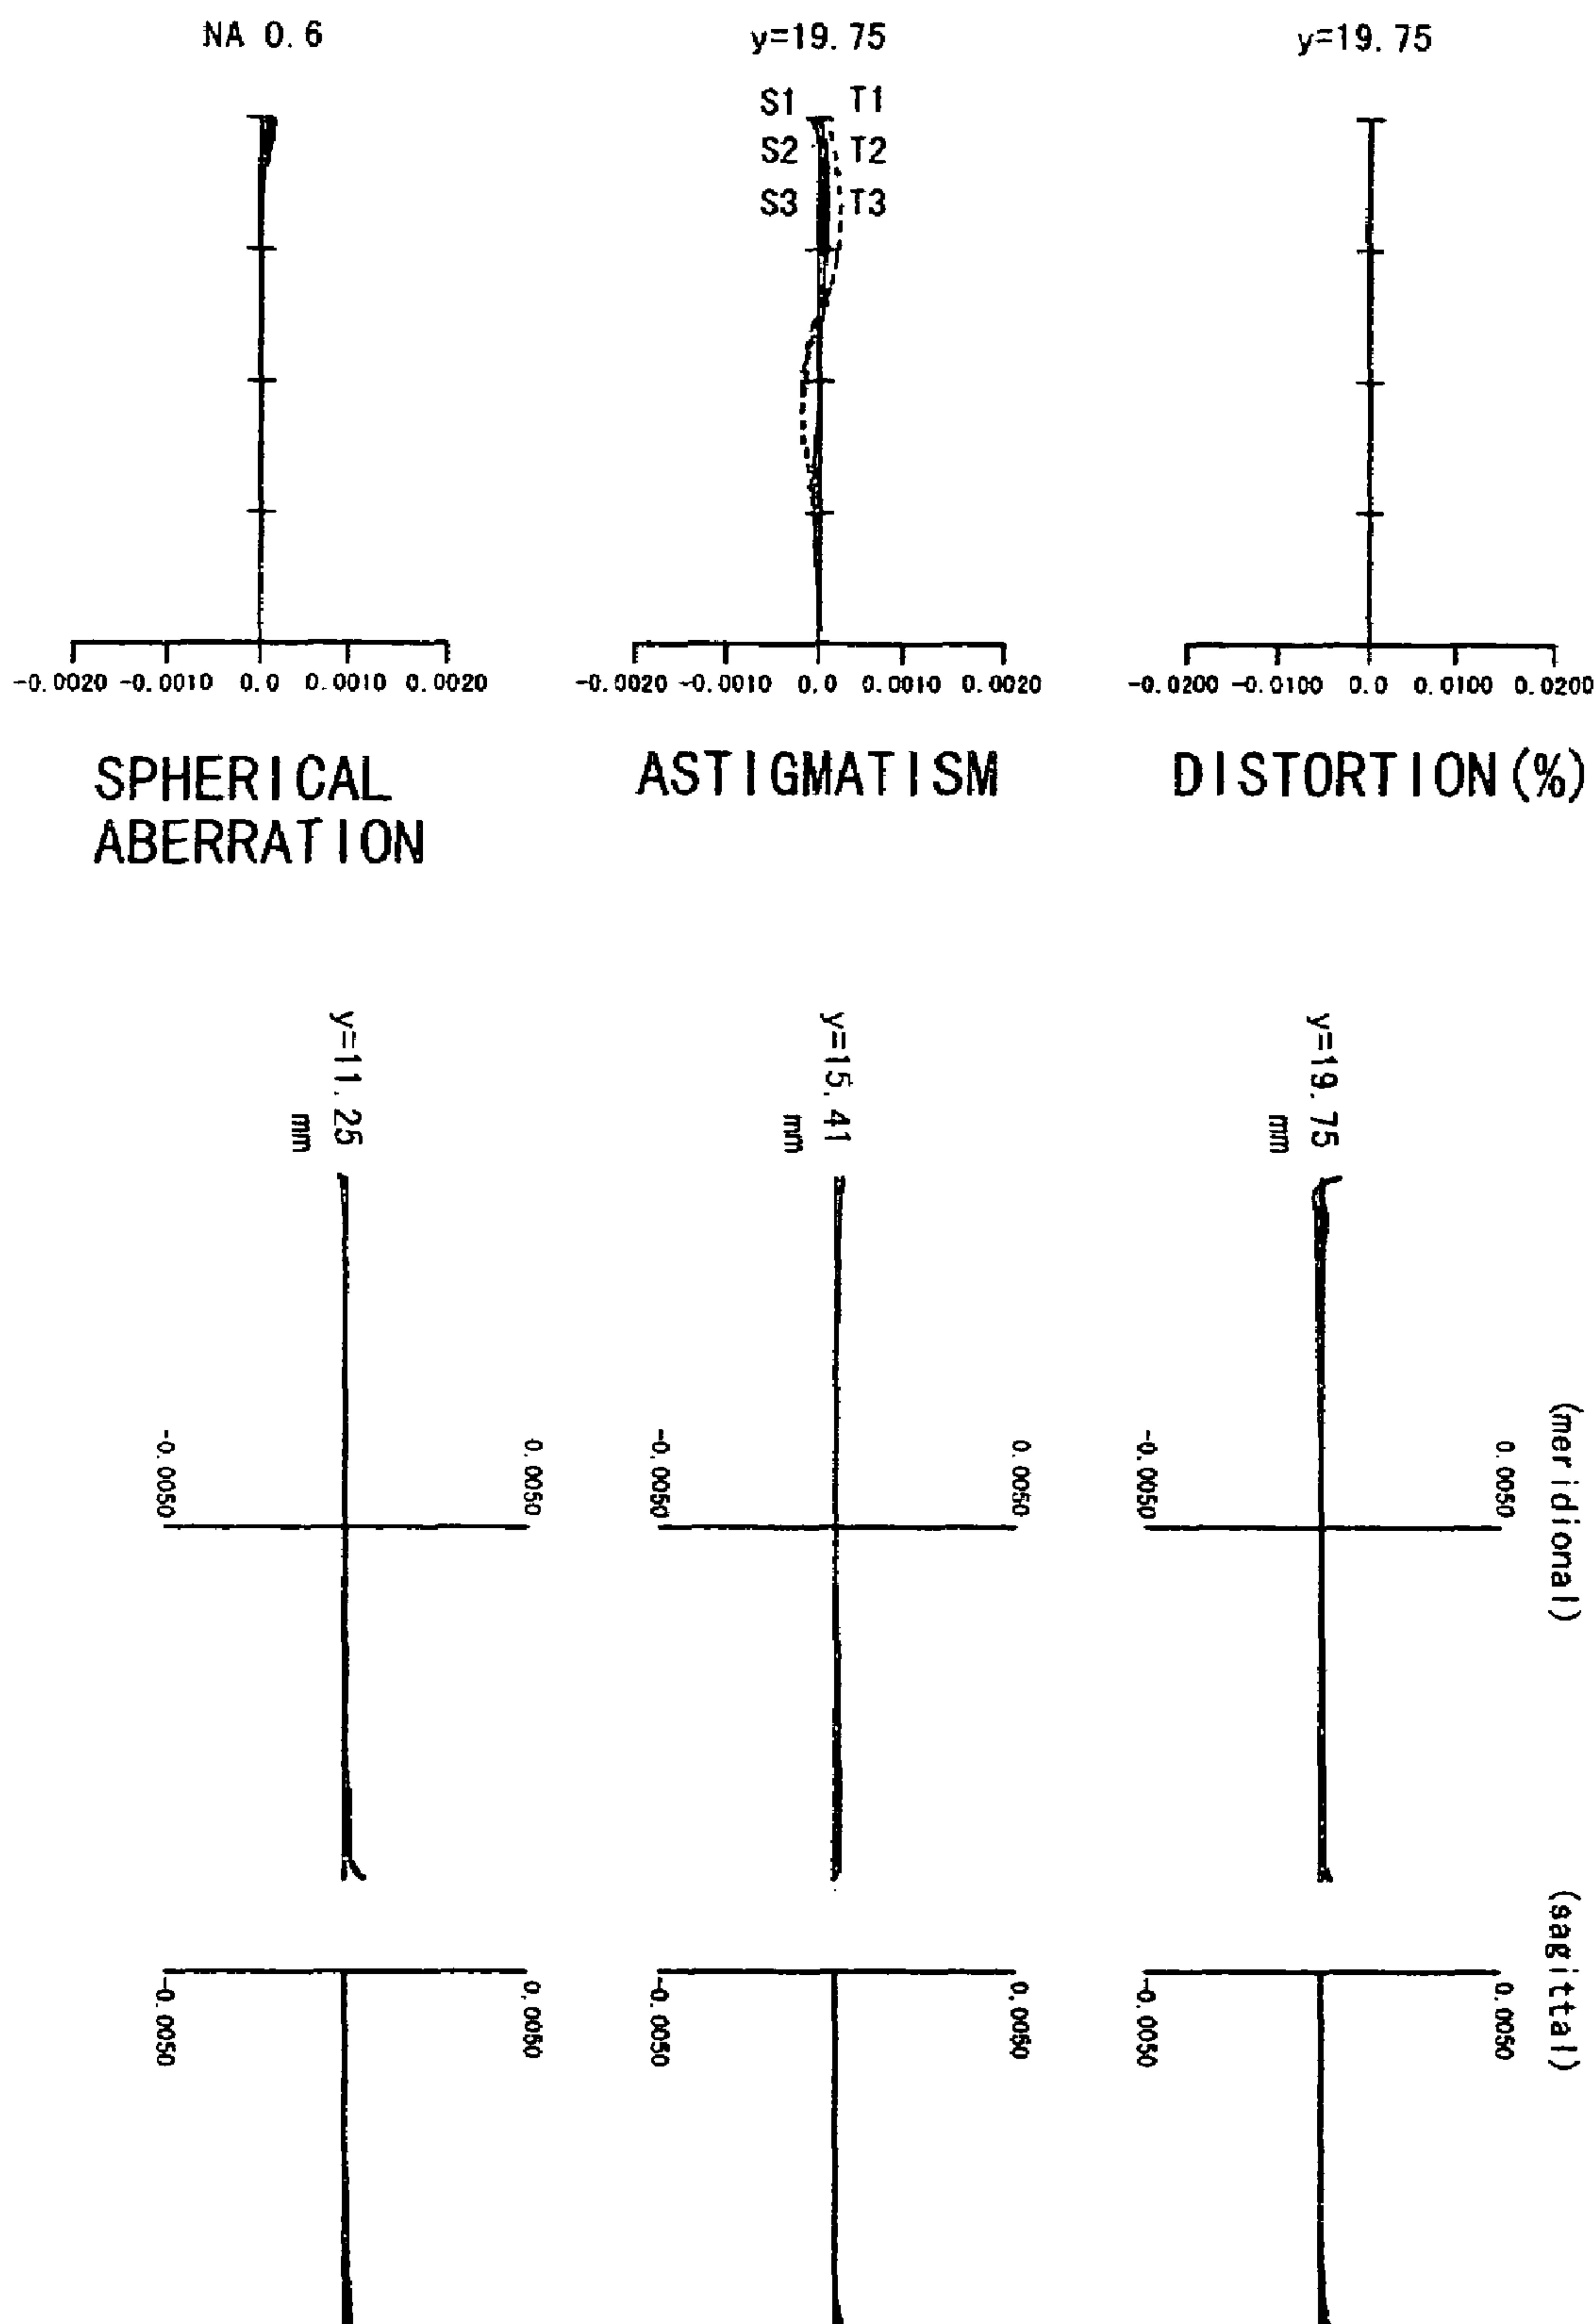 NA 0.6
y=19.75
y=19.75
S1 T1
S2 T2
S3 T3
-0.0020 -0.0010 0.0 0.0010 0.0020
-0.0020 -0.0010 0.0 0.0010 0.0020
-0.0200 -0.0100 0.0 0.0100 0.0200
SPHERICAL
ABERRATION
ASTIGMATISM
DISTORTION(%)
y=11.25
mm
y=15.41
mm
y=19.75
mm
-0.0050
0.0050
-0.0050
0.0050
-0.0050
0.0050
(meridional)
-0.0050
0.0050
-0.0050
0.0050
-0.0050
0.0050
(sagittal)